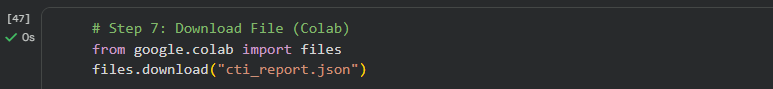 [47]
0s
# Step 7: Download File (Colab)
from google.colab import files
files.download("cti_report.json")